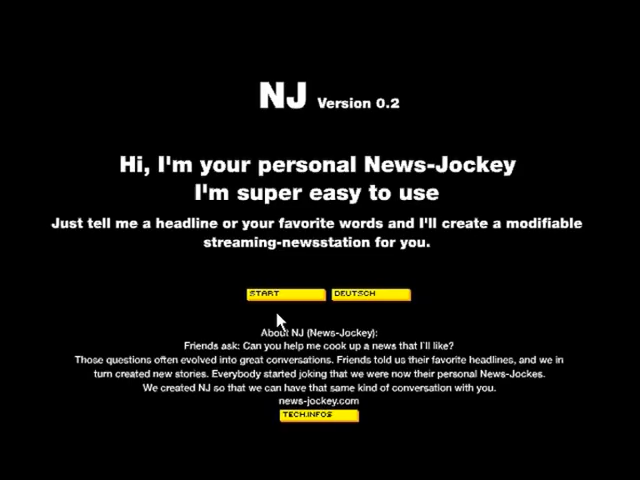 NJ Version 0.2
Hi, I'm your personal News-Jockey
I'm super easy to use
Just tell me a headline or your favorite words and I'll create a modifiable
streaming-newsstation for you.
START DEUTSCH
About NJ (News-Jockey):
Friends ask: Can you help me cook up a news that I'll like?
Those questions often evolved into great conversations. Friends told us their favorite headlines, and we in
turn created new stories. Everybody started joking that we were now their personal News-Jockes.
We created NJ so that we can have that same kind of conversation with you.
news-jockey.com
TECH.INFOS